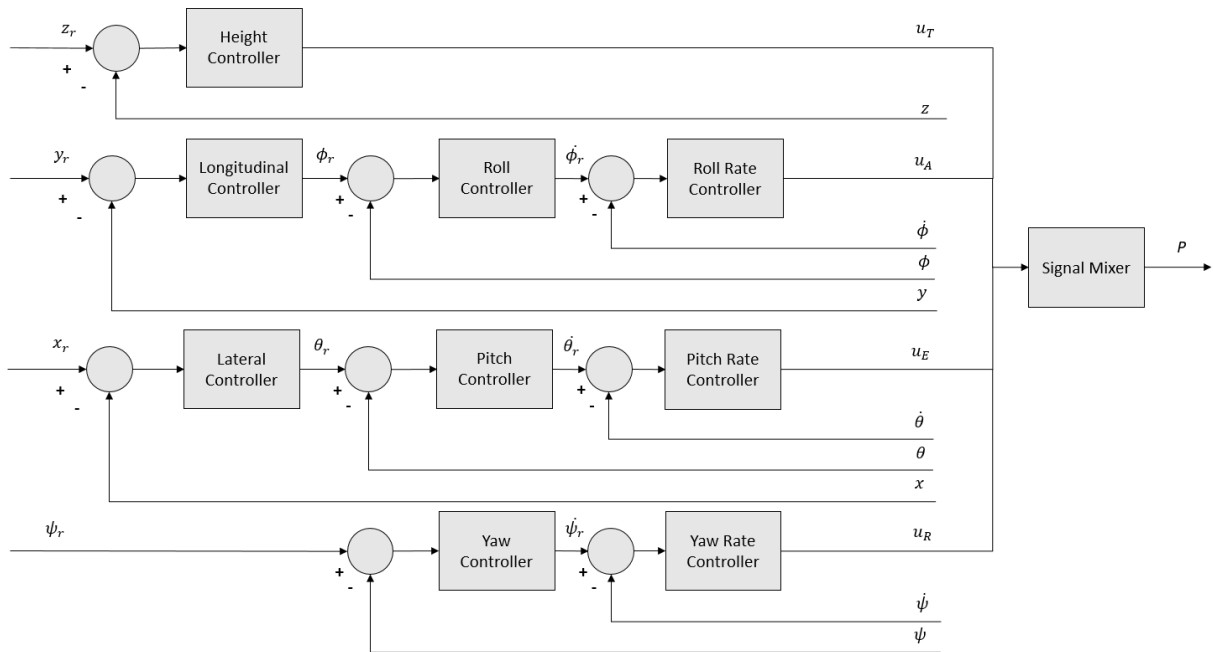 z_r
+
-
Height
Controller
u_T
z
y_r
+
-
Longitudinal
Controller
ϕ_r
+
-
Roll
Controller
ϕ̇_r
+
-
Roll Rate
Controller
u_A
ϕ̇
ϕ
y
Signal Mixer
P
x_r
+
-
Lateral
Controller
θ_r
+
-
Pitch
Controller
θ̇_r
+
-
Pitch Rate
Controller
u_E
θ̇
θ
x
ψ_r
+
-
Yaw
Controller
ψ̇_r
+
-
Yaw Rate
Controller
u_R
ψ̇
ψ